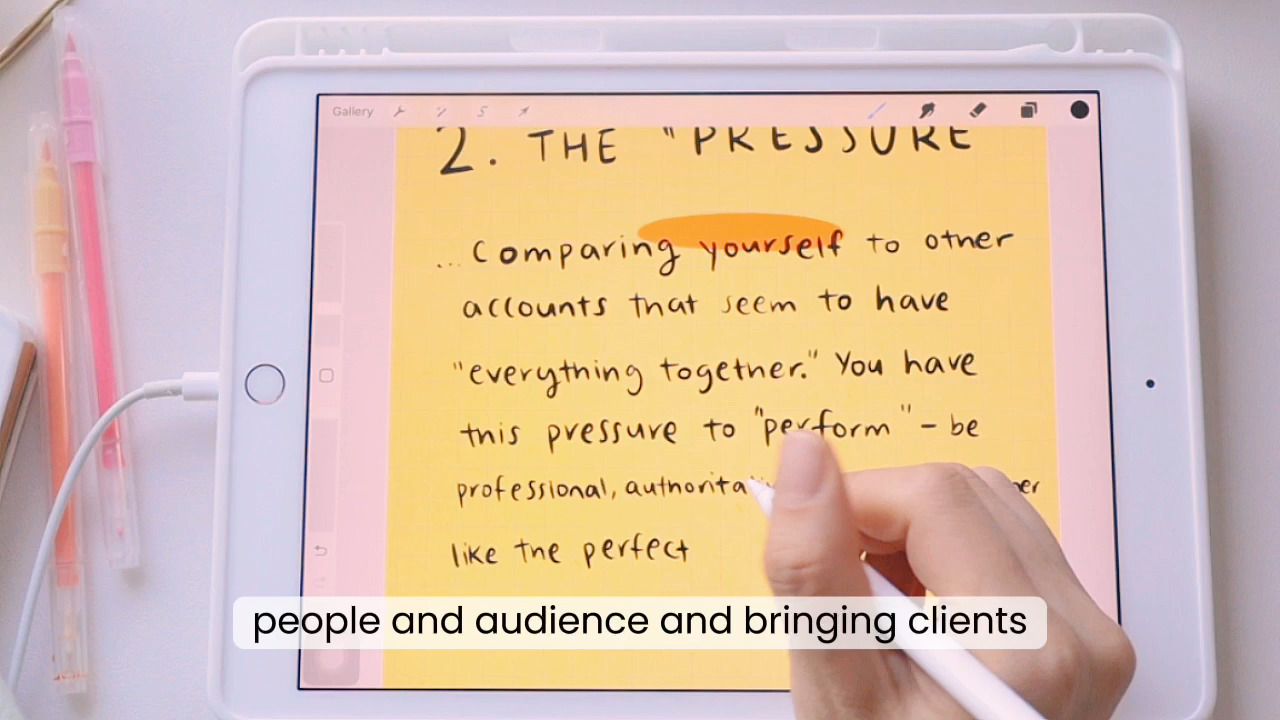 Gallery
2. THE "PRESSURE
... Comparing yourself to other
accounts that seem to have
"everything together." You have
this pressure to "perform" - be
professional,
like the perfect
people and audience and bringing clients